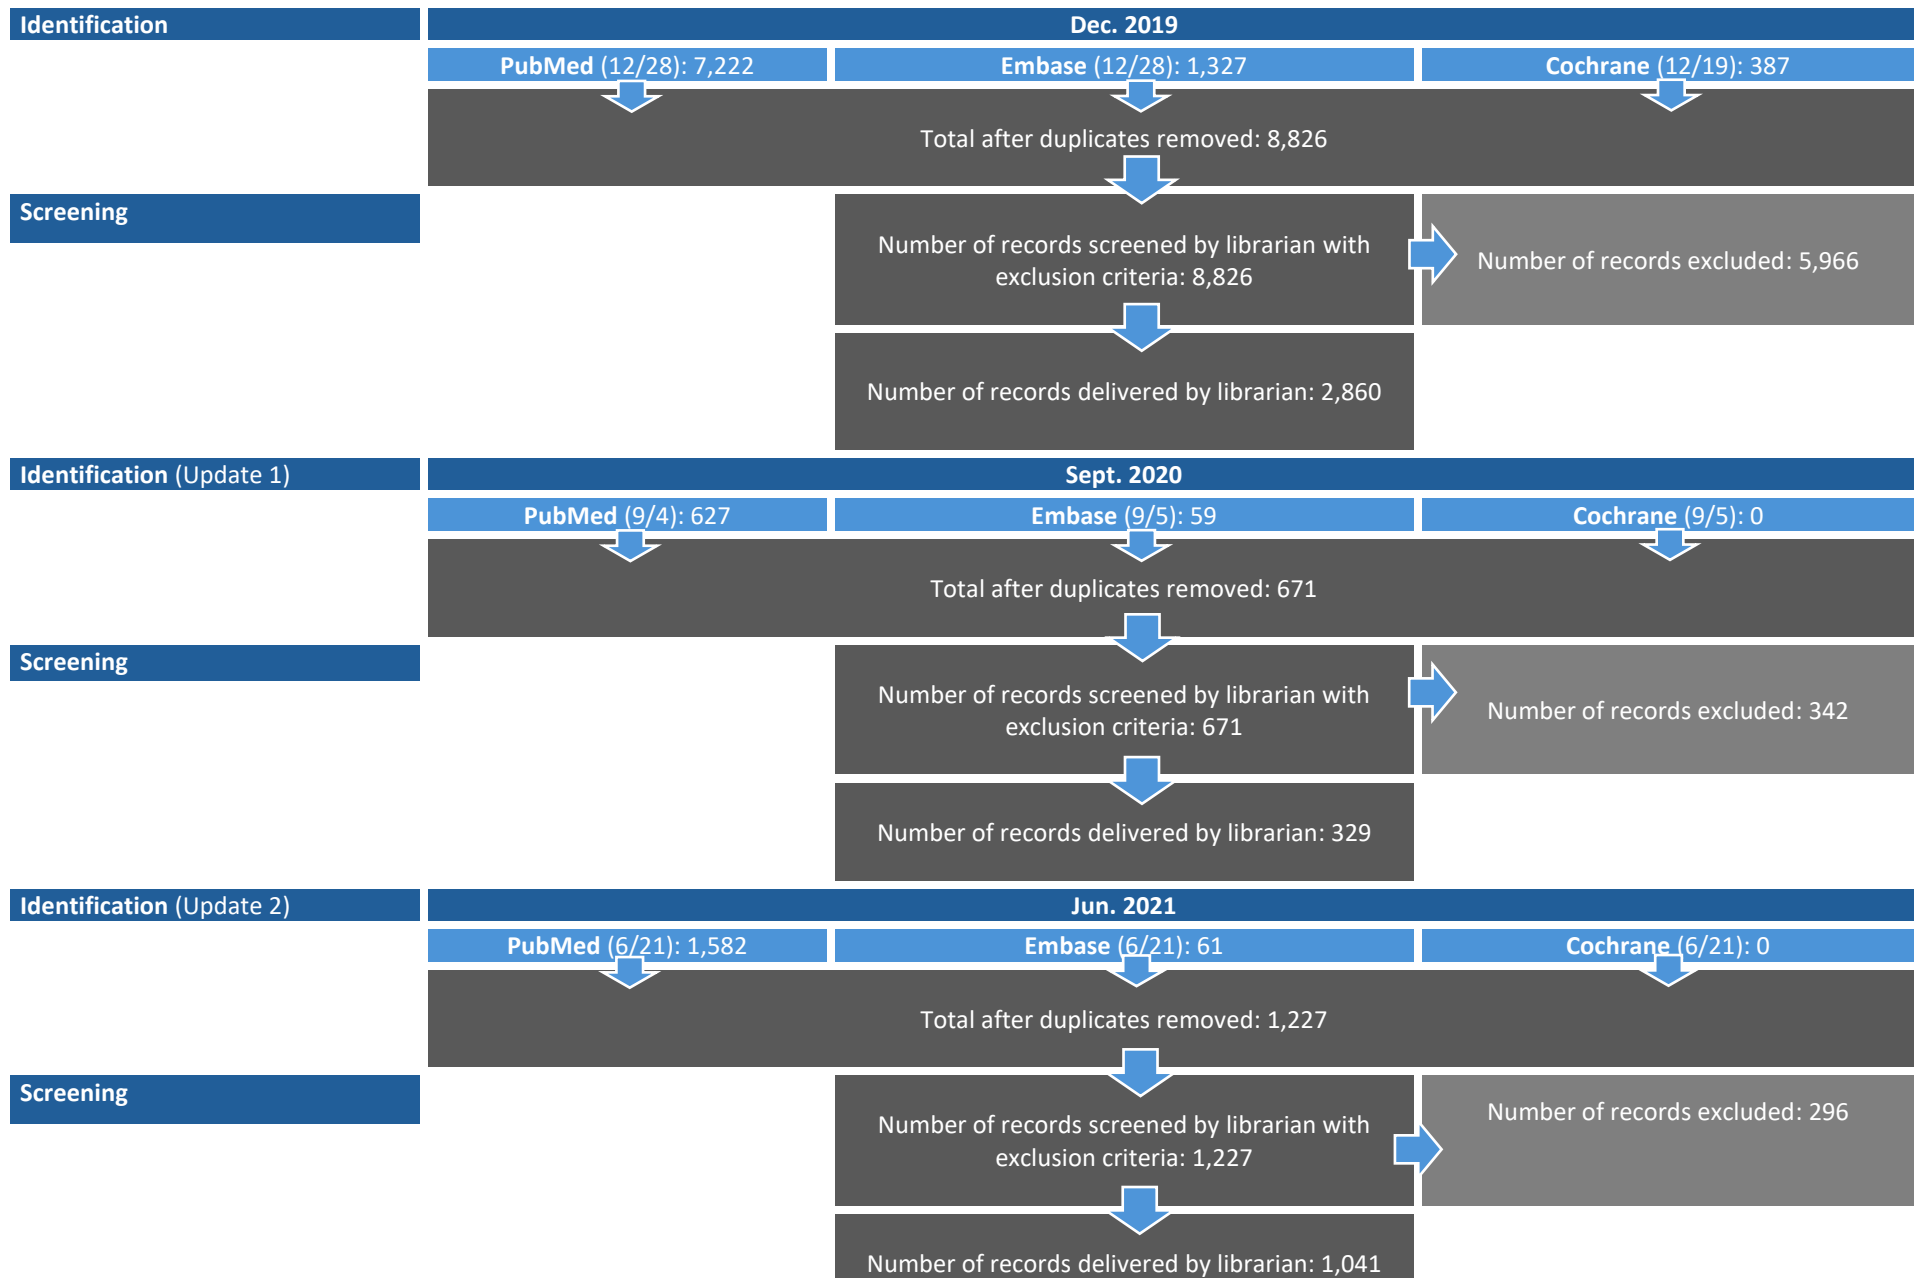 Identification
Dec. 2019
PubMed (12/28): 7,222
Embase (12/28): 1,327
Cochrane (12/19): 387
Total after duplicates removed: 8,826
Screening
Number of records screened by librarian with
exclusion criteria: 8,826
Number of records excluded: 5,966
Number of records delivered by librarian: 2,860
Identification (Update 1)
Sept. 2020
PubMed (9/4): 627
Embase (9/5): 59
Cochrane (9/5): 0
Total after duplicates removed: 671
Screening
Number of records screened by librarian with
exclusion criteria: 671
Number of records excluded: 342
Number of records delivered by librarian: 329
Identification (Update 2)
Jun. 2021
PubMed (6/21): 1,582
Embase (6/21): 61
Cochrane (6/21): 0
Total after duplicates removed: 1,227
Screening
Number of records screened by librarian with
exclusion criteria: 1,227
Number of records excluded: 296
Number of records delivered by librarian: 1,041